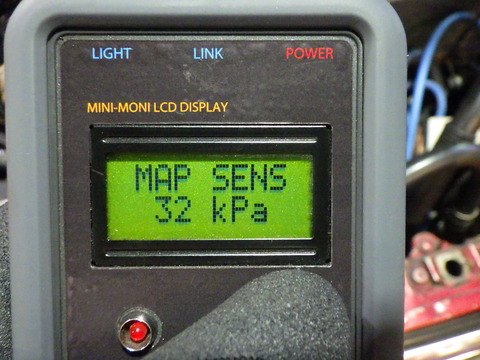 LIGHT LINK POWER
MINI-MONI LCD DISPLAY
MAP SENS
32 kPa